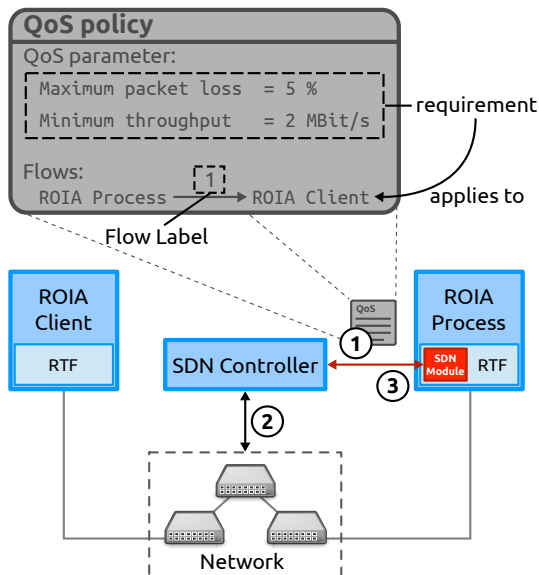 QoS policy
QoS parameter:
Maximum packet loss = 5 %
Minimum throughput = 2 MBit/s
requirement
Flows:
1
ROIA Process
ROIA Client
applies to
Flow Label
ROIA
Client
RTF
QoS
1
SDN Controller
ROIA
Process
SDN
Module
RTF
3
2
Network